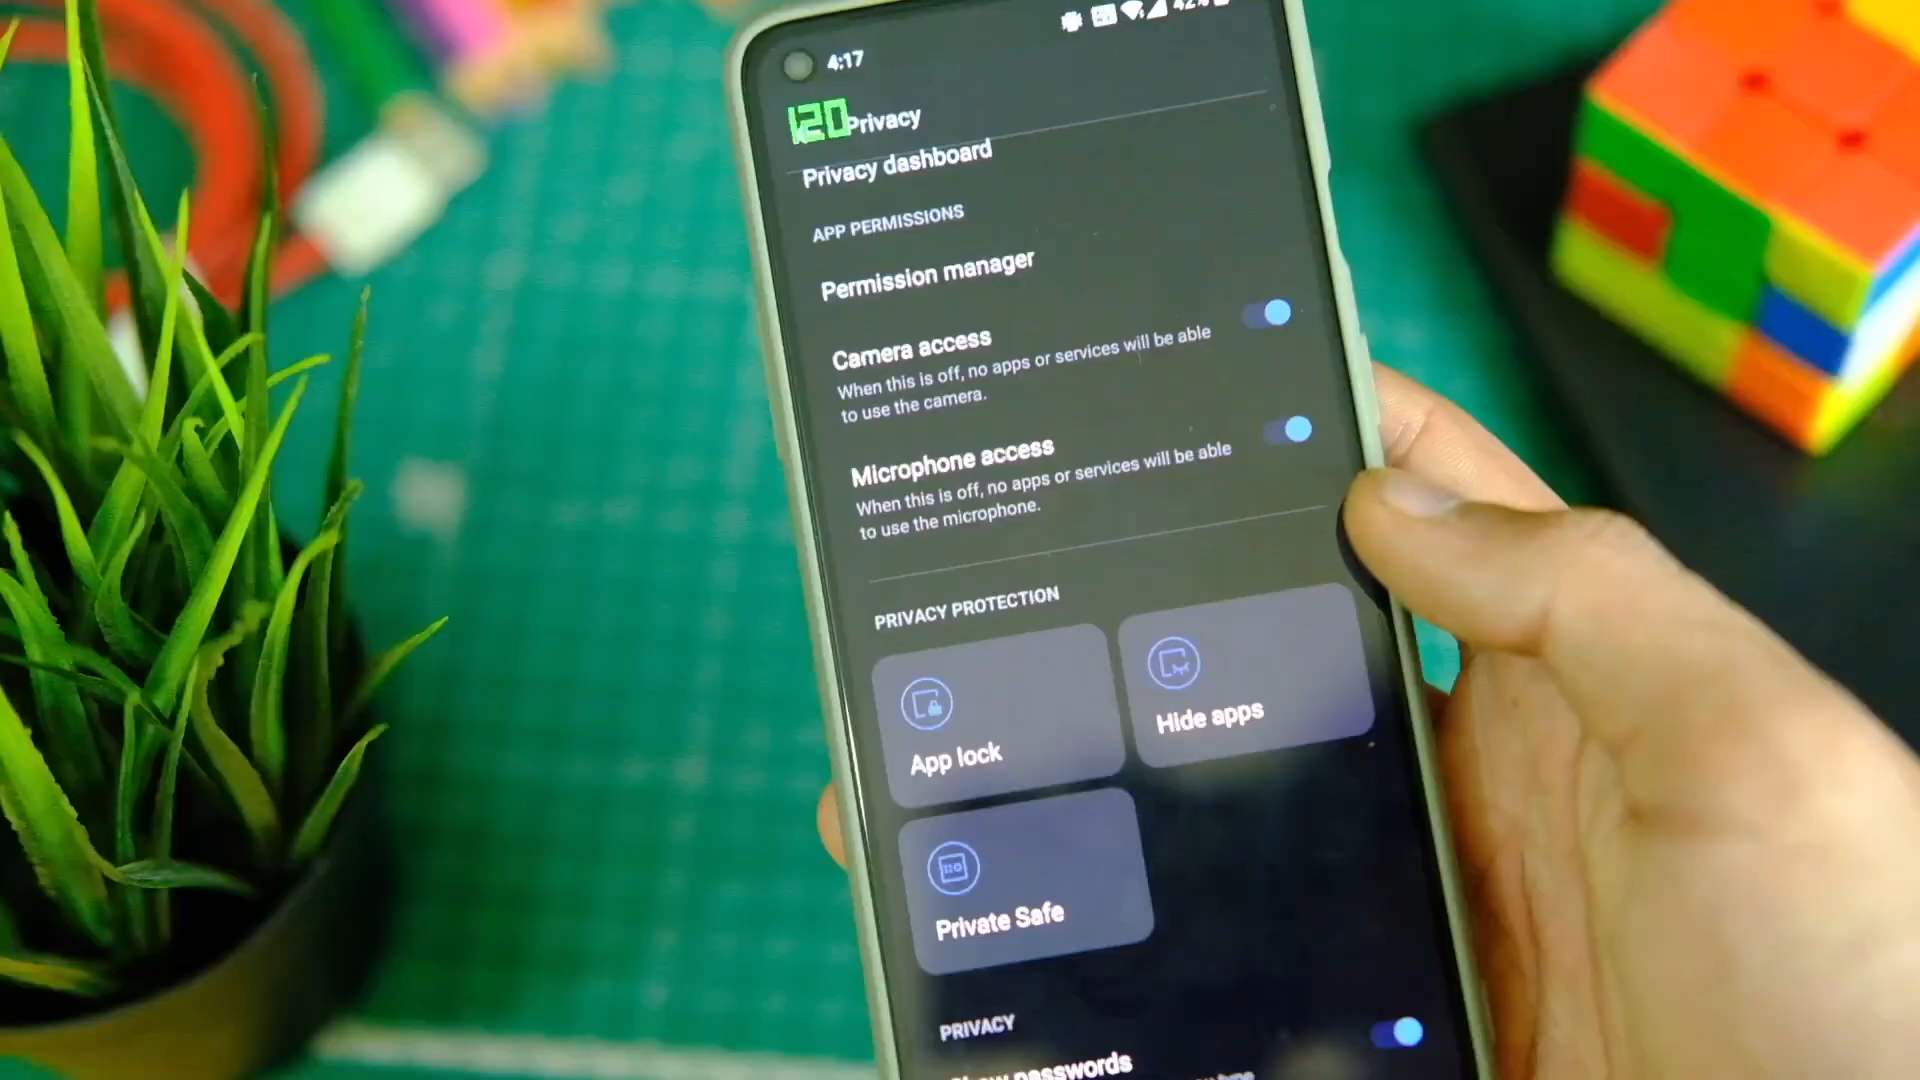 4:17
42%
120
Privacy
Privacy dashboard
APP PERMISSIONS
Permission manager
Camera access
When this is off, no apps or services will be able
to use the camera.
Microphone access
When this is off, no apps or services will be able
to use the microphone.
PRIVACY PROTECTION
App lock
Hide apps
Private Safe
PRIVACY
Show passwords